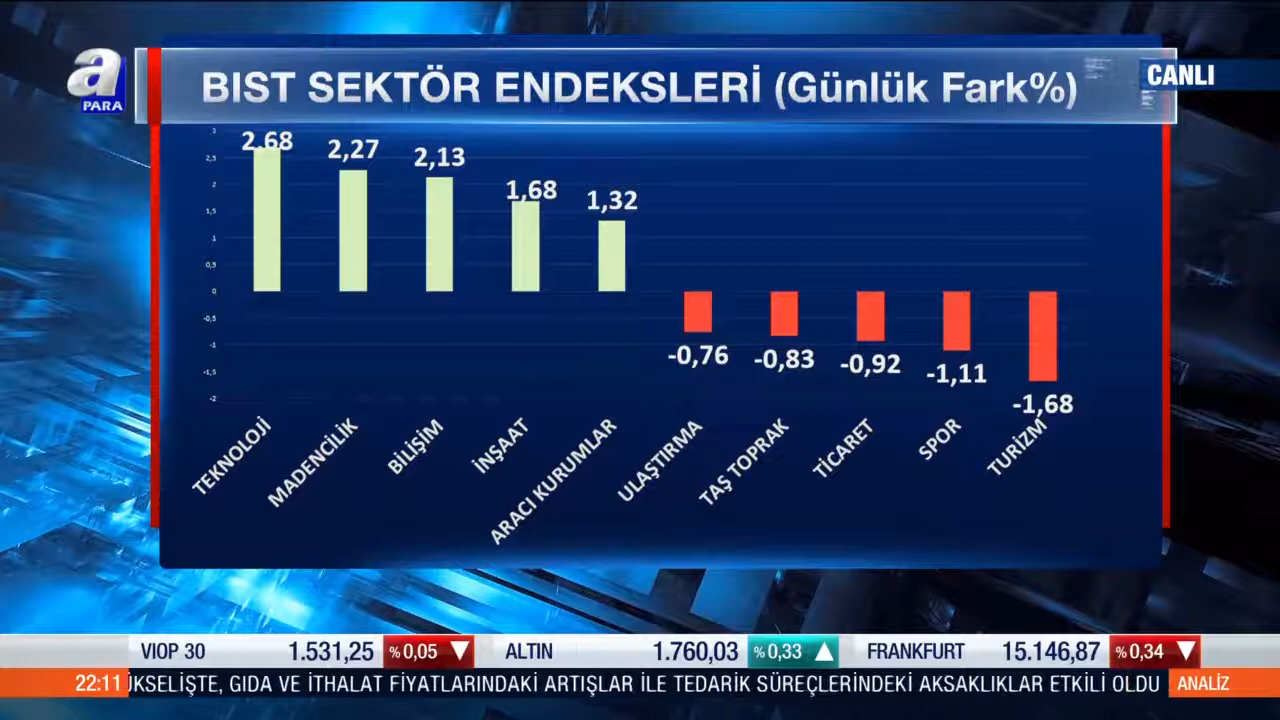 a
PARA
BIST SEKTÖR ENDEKSLERİ (Günlük Fark%)
CANLI
3
2,5
2
1,5
1
0,5
0
-0,5
-1
-1,5
-2
2,68
2,27
2,13
1,68
1,32
-0,76
-0,83
-0,92
-1,11
-1,68
TEKNOLOJİ
MADENCİLİK
BİLİŞİM
İNŞAAT
ARACI KURUMLAR
ULAŞTIRMA
TAŞ TOPRAK
TİCARET
SPOR
TURİZM
VIOP 30 1.531,25 %0,05 ▼ ALTIN 1.760,03 %0,33 ▲ FRANKFURT 15.146,87 %0,34 ▼
22:11 ÜKSELİŞTE, GIDA VE İTHALAT FİYATLARINDAKİ ARTIŞLAR İLE TEDARİK SÜREÇLERİNDEKİ AKSAKLIKLAR ETKİLİ OLDU ANALİZ